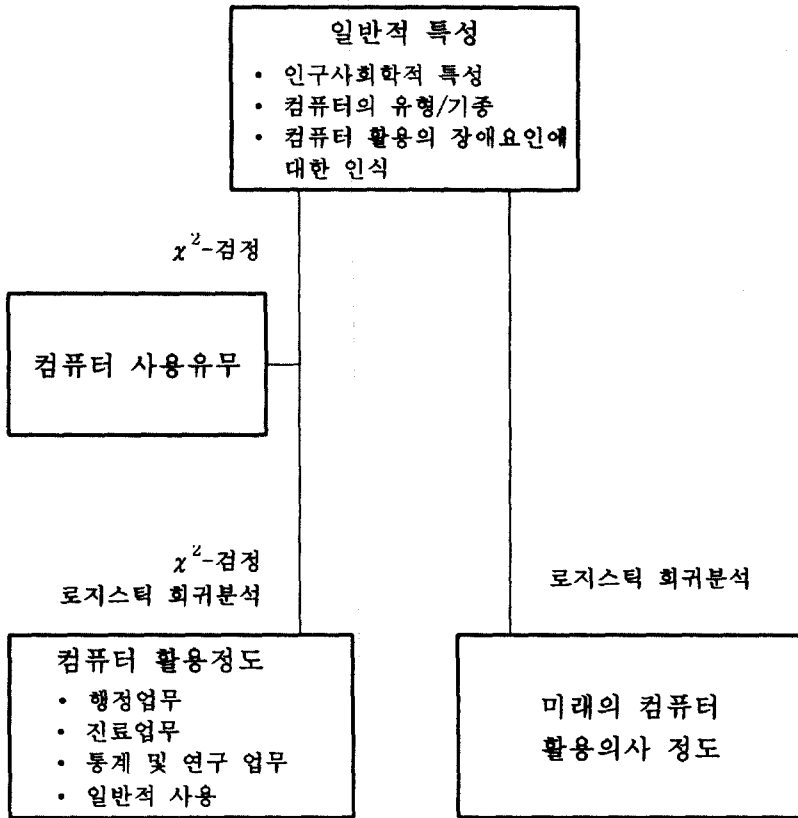 일반적 특성
• 인구사회학적 특성
• 컴퓨터의 유형/기종
• 컴퓨터 활용의 장애요인에
대한 인식
χ²-검정
컴퓨터 사용유무
χ²-검정
로지스틱 회귀분석
로지스틱 회귀분석
컴퓨터 활용정도
• 행정업무
• 진료업무
• 통계 및 연구 업무
• 일반적 사용
미래의 컴퓨터
활용의사 정도